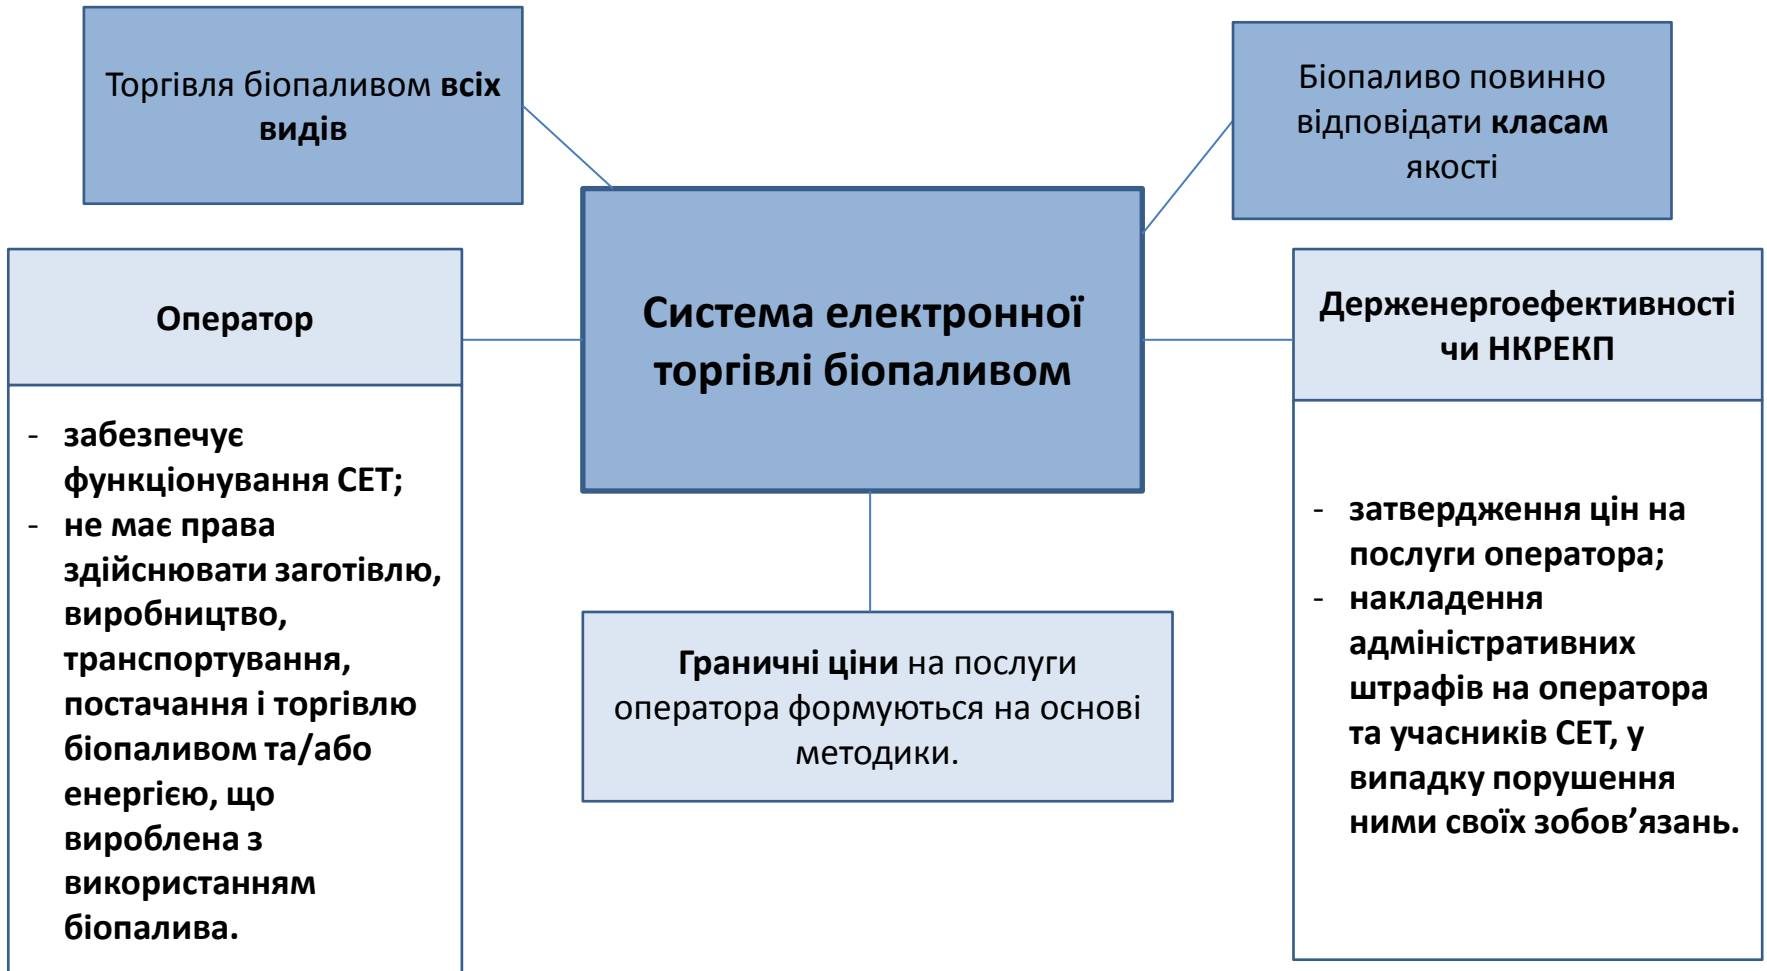 Торгівля біопаливом всіх
видів
Біопаливо повинно
відповідати класам
якості
Система електронної
торгівлі біопаливом
Оператор
- забезпечує
функціонування СЕТ;
- не має права
здійснювати заготівлю,
виробництво,
транспортування,
постачання і торгівлю
біопаливом та/або
енергією, що
вироблена з
використанням
біопалива.
Держенергоефективності
чи НКРЕКП
- затвердження цін на
послуги оператора;
- накладення
адміністративних
штрафів на оператора
та учасників СЕТ, у
випадку порушення
ними своїх зобов’язань.
Граничні ціни на послуги
оператора формуються на основі
методики.